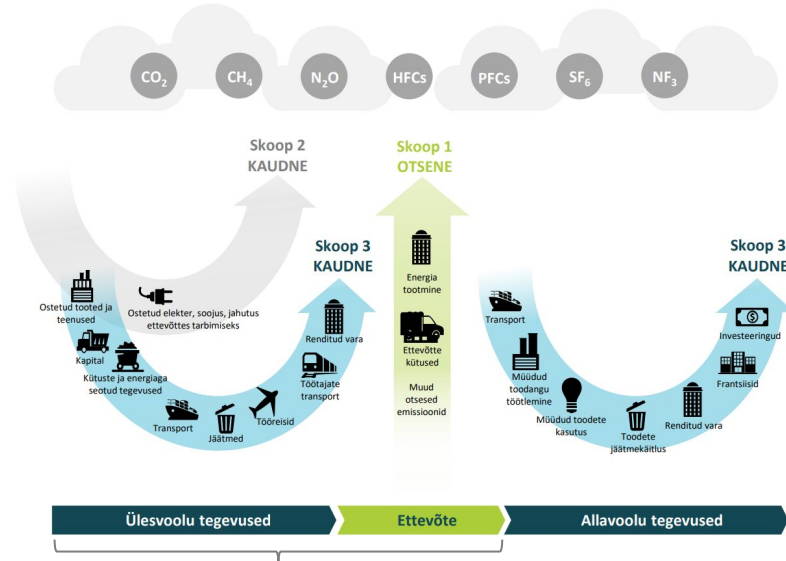 CO₂
CH₄
N₂O
HFCs
PFCs
SF₆
NF₃
Skoop 2
KAUDNE
Skoop 1
OTSENE
Skoop 3
KAUDNE
Skoop 3
KAUDNE
Ostetud tooted ja
teenused
Ostetud elekter, soojus, jahutus
ettevõttes tarbimiseks
Kapital
Kütuste ja energiaga
seotud tegevused
Transport
Jäätmed
Tööreisid
Töötajate
transport
Renditud vara
Energia
tootmine
Ettevõtte
kütused
Muud
otsesed
emissioonid
Transport
Müüdud
toodangu
töötlemine
Müüdud toodete
kasutus
Toodete
jäätmekäitlus
Renditud vara
Frantsiisid
Investeeringud
Ülesvoolu tegevused
Ettevõte
Allavoolu tegevused